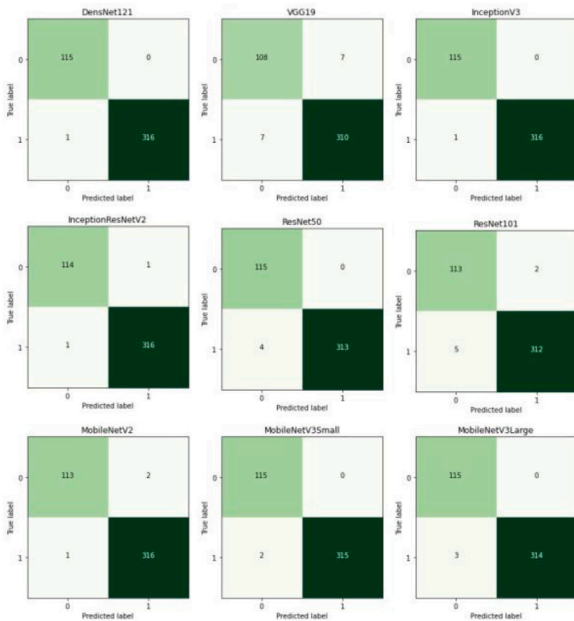 DensNet121 VGG19 InceptionV3
True label 0 115 0 True label 0 108 7 True label 0 115 0
1 1 316 1 7 310 1 1 316
0 1 0 1 0 1
Predicted label Predicted label Predicted label
InceptionResNetV2 ResNet50 ResNet101
True label 0 114 1 True label 0 115 0 True label 0 113 2
1 1 316 1 4 313 1 5 312
0 1 0 1 0 1
Predicted label Predicted label Predicted label
MobileNetV2 MobileNetV3Small MobileNetV3Large
True label 0 113 2 True label 0 115 0 True label 0 115 0
1 1 316 1 2 315 1 3 314
0 1 0 1 0 1
Predicted label Predicted label Predicted label